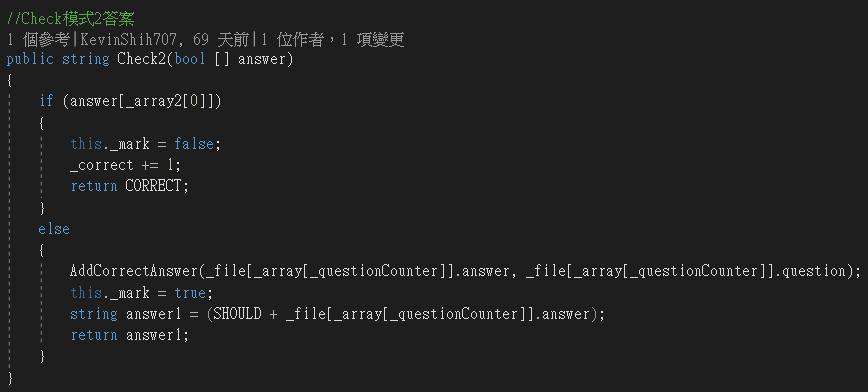 //Check模式2答案
1 個參考|KevinShih707, 69 天前|1 位作者，1 項變更
public string Check2(bool [] answer)
{
if (answer[_array2[0]])
{
this._mark = false;
_correct += 1;
return CORRECT;
}
else
{
AddCorrectAnswer(_file[_array[_questionCounter]].answer, _file[_array[_questionCounter]].question);
this._mark = true;
string answer1 = (SHOULD + _file[_array[_questionCounter]].answer);
return answer1;
}
}